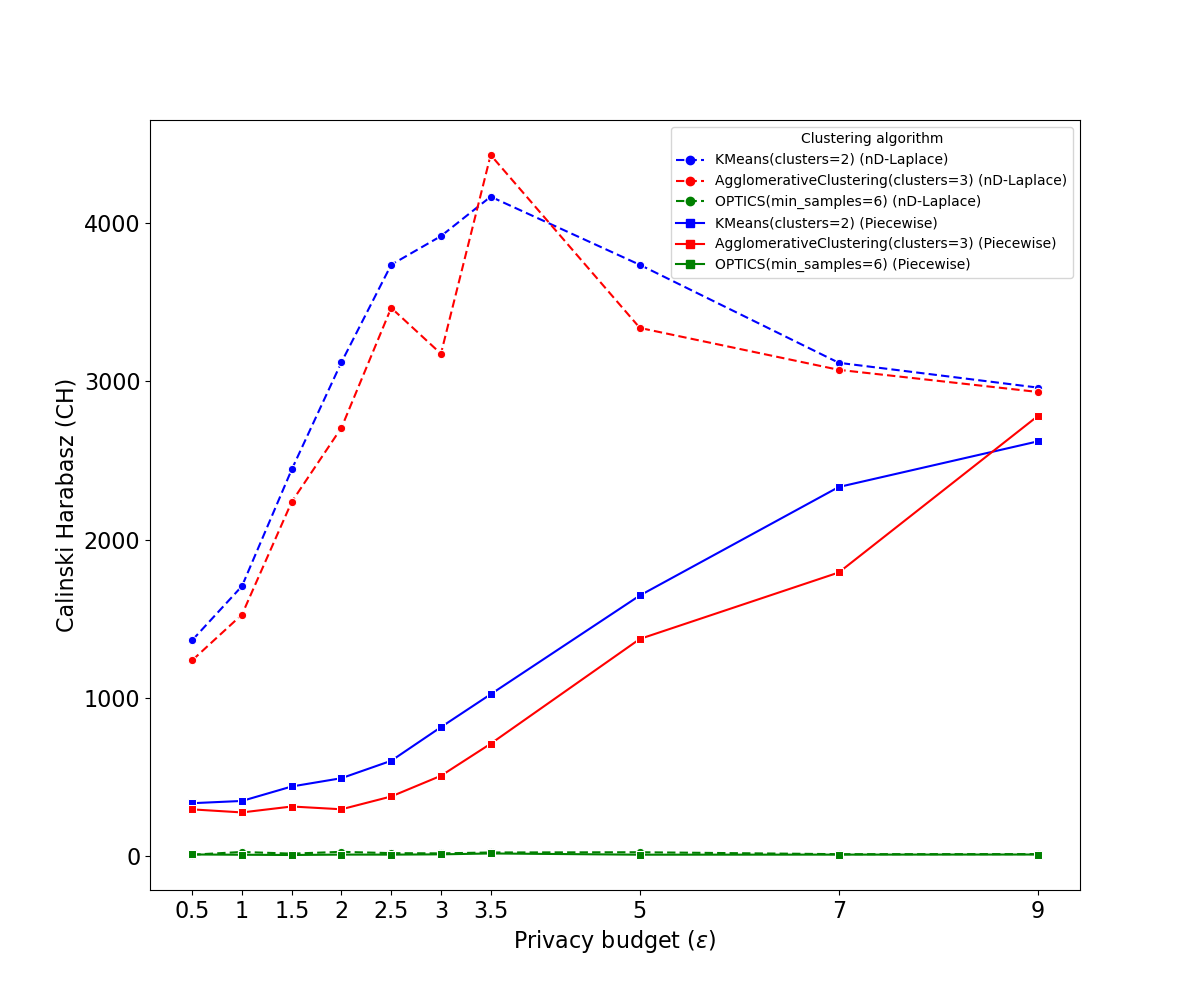 Clustering algorithm
KMeans(clusters=2) (nD-Laplace)
AgglomerativeClustering(clusters=3) (nD-Laplace)
OPTICS(min_samples=6) (nD-Laplace)
KMeans(clusters=2) (Piecewise)
AgglomerativeClustering(clusters=3) (Piecewise)
OPTICS(min_samples=6) (Piecewise)
Calinski Harabasz (CH)
4000
3000
2000
1000
0
0.5 1 1.5 2 2.5 3 3.5 5 7 9
Privacy budget (ε)